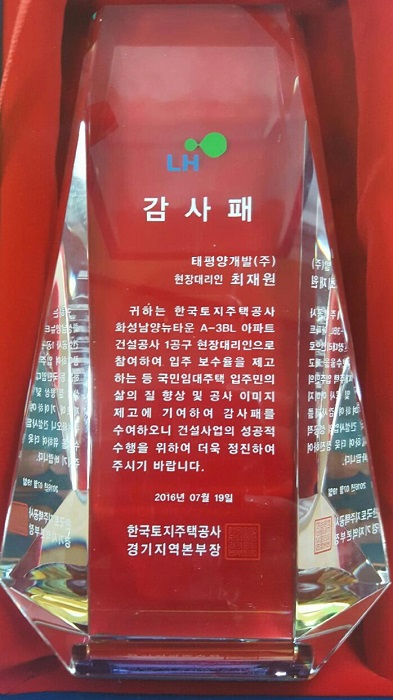 LH
감사패
태평양개발(주)
현장대리인 최재원
귀하는 한국토지주택공사
화성남양뉴타운 A-3BL 아파트
건설공사 1공구 현장대리인으로
참여하여 입주 보수율을 제고
하는 등 국민임대주택 입주민의
삶의 질 향상 및 공사 이미지
제고에 기여하여 감사패를
수여하오니 건설사업의 성공적
수행을 위하여 더욱 정진하여
주시기 바랍니다.
2016년 07월 19일
한국토지주택공사
경기지역본부장